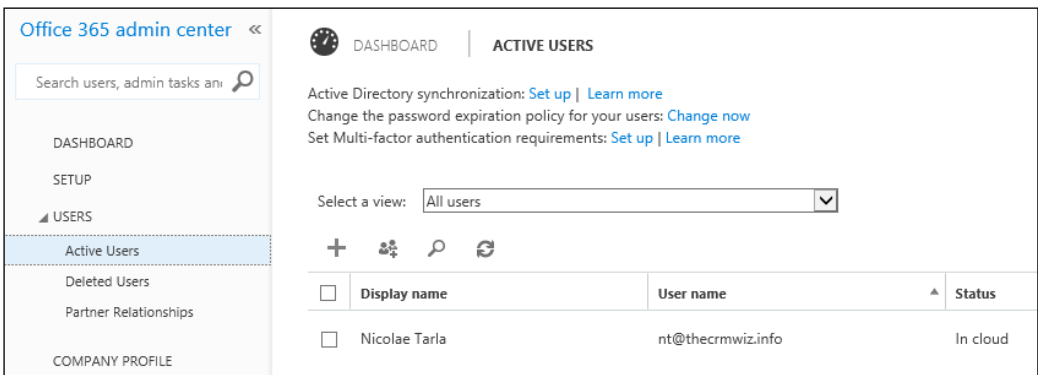 Office 365 admin center «
Search users, admin tasks an
DASHBOARD
SETUP
USERS
Active Users
Deleted Users
Partner Relationships
COMPANY PROFILE
DASHBOARD | ACTIVE USERS
Active Directory synchronization: Set up | Learn more
Change the password expiration policy for your users: Change now
Set Multi-factor authentication requirements: Set up | Learn more
Select a view: All users
Display name User name Status
Nicolae Tarla nt@thecrmwiz.info In cloud